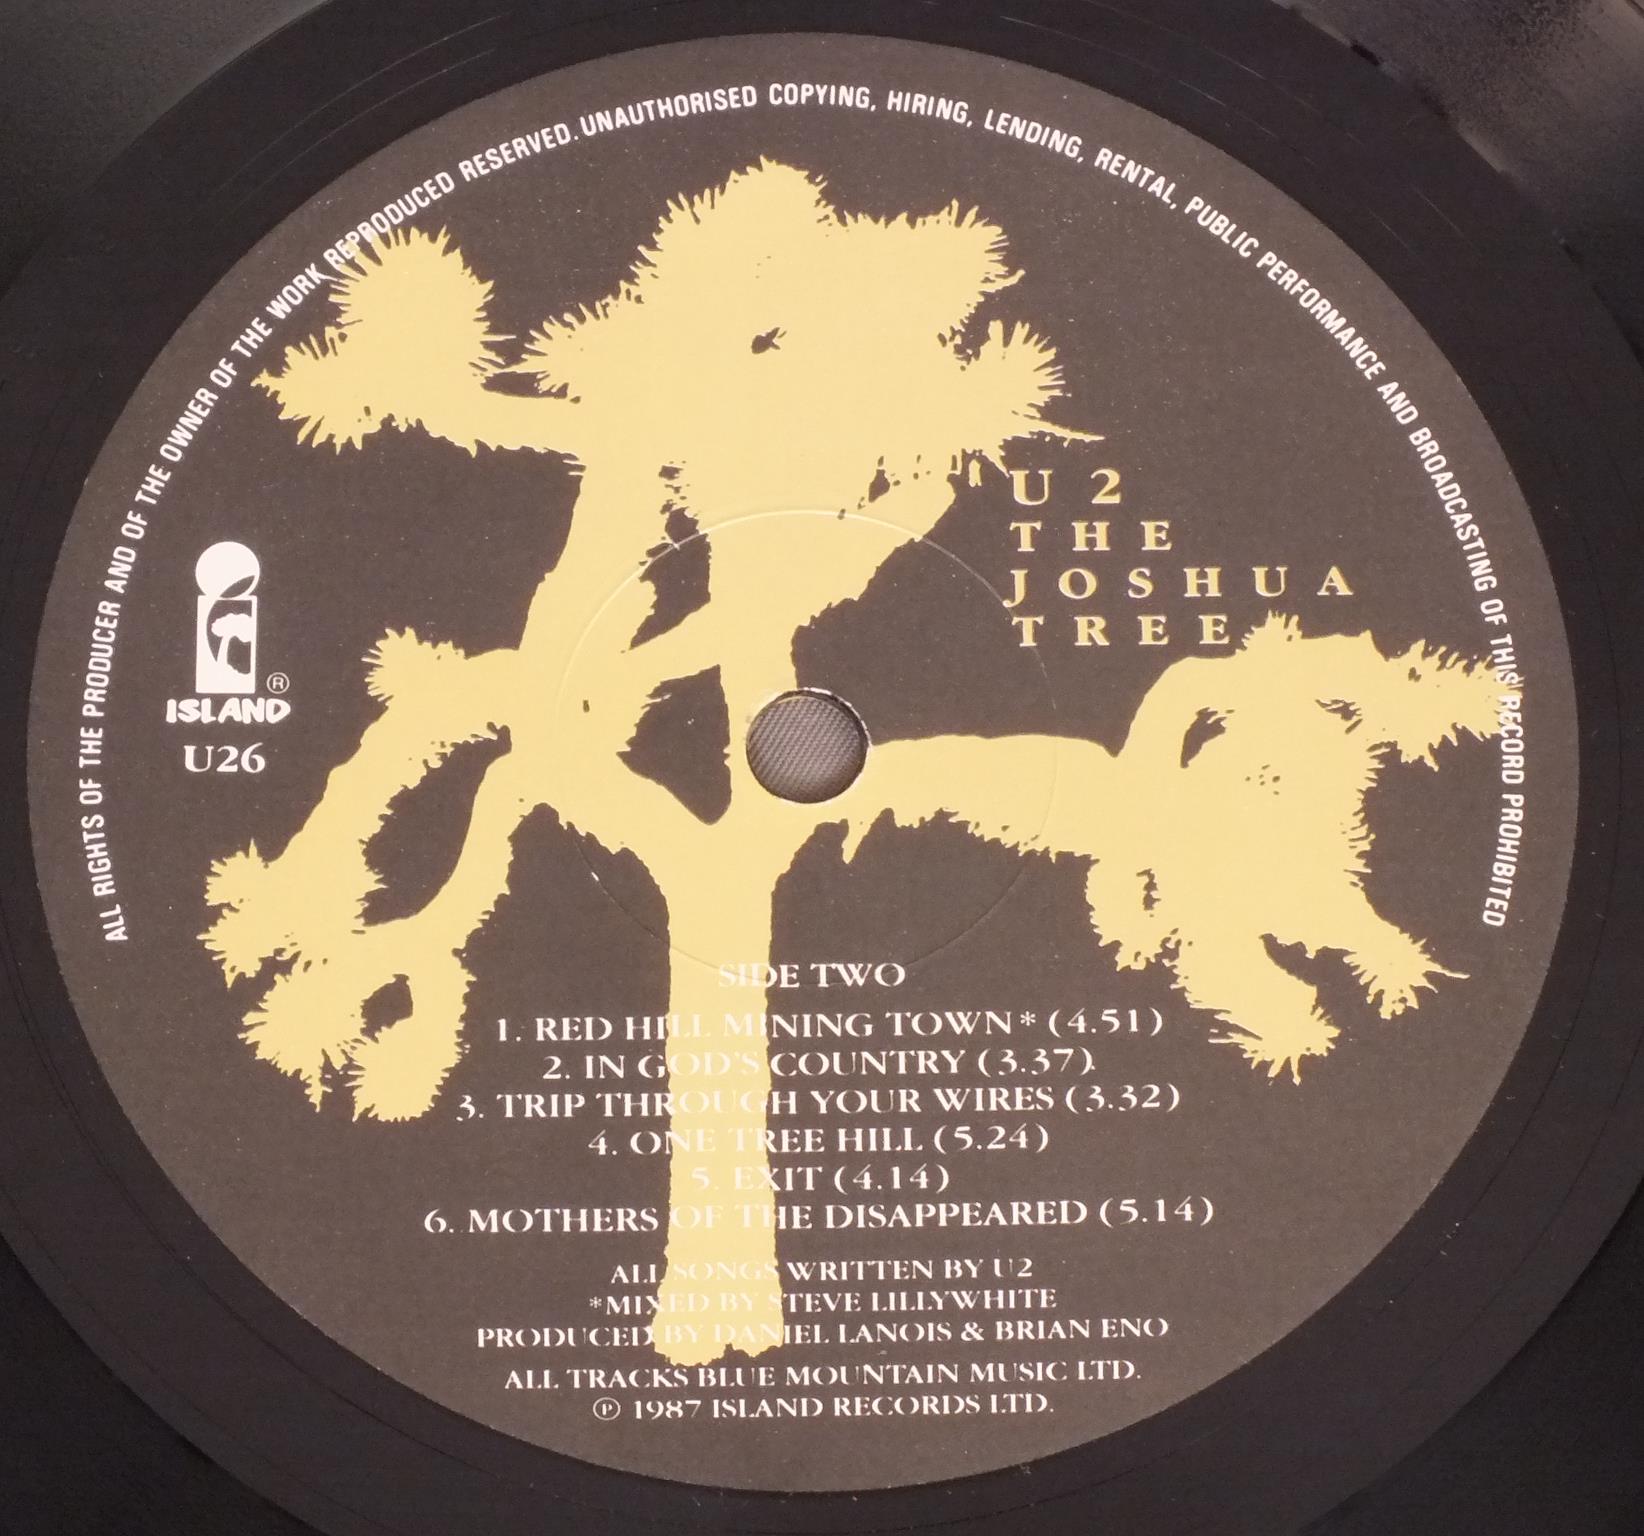 ALL RIGHTS OF THE PRODUCER AND OF THE OWNER OF THE WORK REPRODUCED RESERVED. UNAUTHORISED COPYING, HIRING, LENDING, RENTAL, PUBLIC PERFORMANCE AND BROADCASTING OF THIS RECORD PROHIBITED
U2
THE
JOSHUA
TREE
®
ISLAND
U26
SIDE TWO
1. RED HILL MINING TOWN* (4.51)
2. IN GOD'S COUNTRY (3.37)
3. TRIP THROUGH YOUR WIRES (3.32)
4. ONE TREE HILL (5.24)
5. EXIT (4.14)
6. MOTHERS OF THE DISAPPEARED (5.14)
ALL SONGS WRITTEN BY U2
*MIXED BY STEVE LILLYWHITE
PRODUCED BY DANIEL LANOIS & BRIAN ENO
ALL TRACKS BLUE MOUNTAIN MUSIC LTD.
℗ 1987 ISLAND RECORDS LTD.